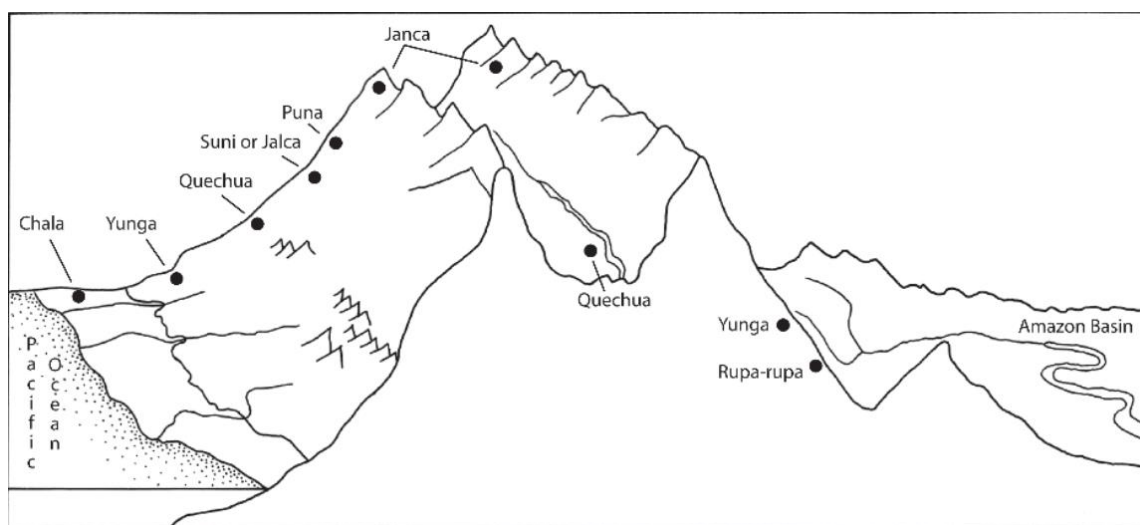 Janca
Puna
Suni or Jalca
Quechua
Chala
Yunga
Quechua
Yunga
Rupa-rupa
Amazon Basin
Pacific
Ocean